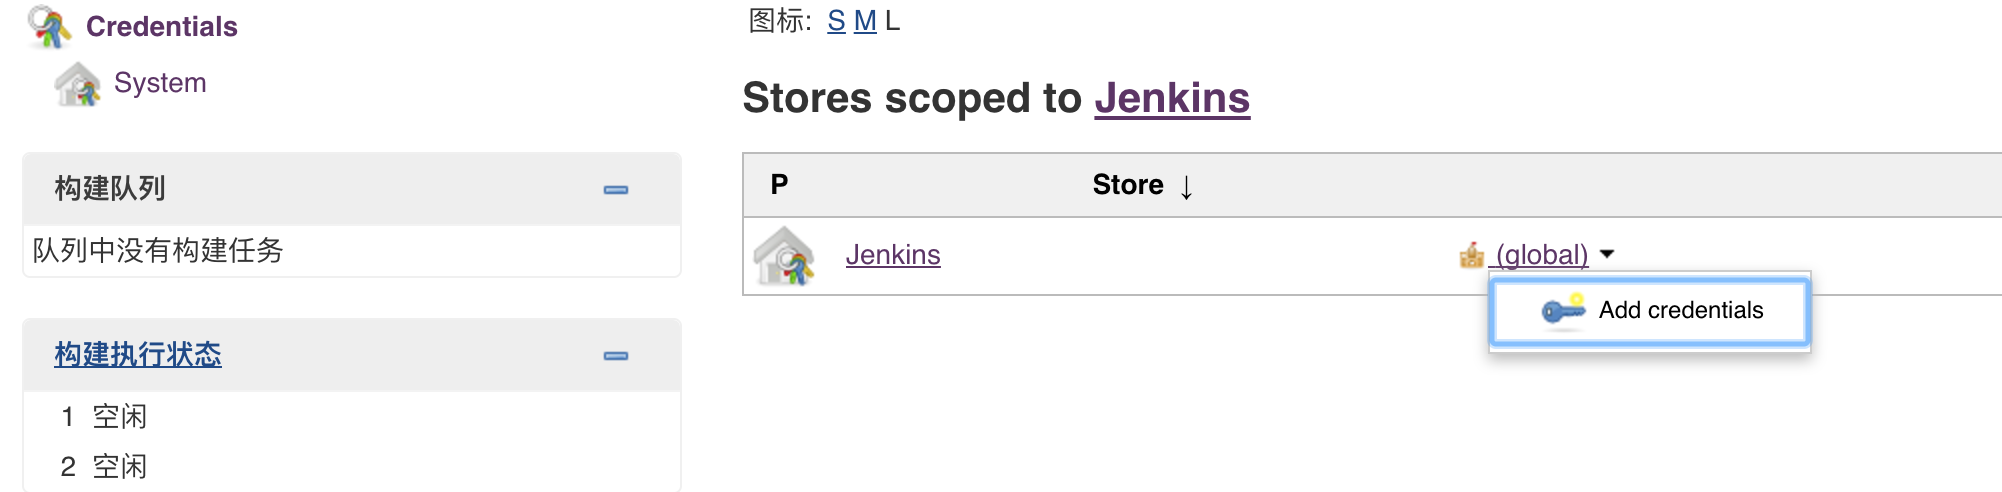 Credentials
System
构建队列
队列中没有构建任务
构建执行状态
1 空闲
2 空闲
图标: S M L
Stores scoped to Jenkins
P Store ↓
Jenkins (global)
Add credentials